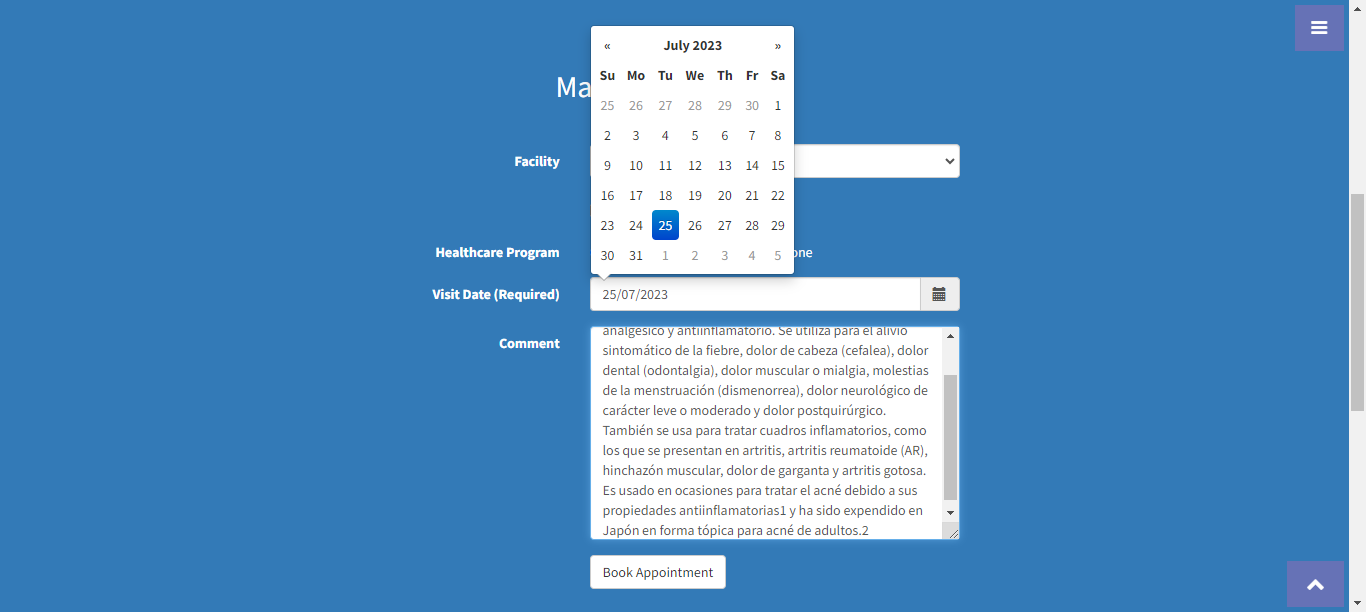 « July 2023 »
Su Mo Tu We Th Fr Sa
25 26 27 28 29 30 1
2 3 4 5 6 7 8
9 10 11 12 13 14 15
16 17 18 19 20 21 22
23 24 25 26 27 28 29
30 31 1 2 3 4 5
Facility
Healthcare Program
Visit Date (Required)
25/07/2023
Comment
analgésico y antiinflamatorio. Se utiliza para el alivio
sintomático de la fiebre, dolor de cabeza (cefalea), dolor
dental (odontalgia), dolor muscular o mialgia, molestias
de la menstruación (dismenorrea), dolor neurológico de
carácter leve o moderado y dolor postquirúrgico.
También se usa para tratar cuadros inflamatorios, como
los que se presentan en artritis, artritis reumatoide (AR),
hinchazón muscular, dolor de garganta y artritis gotosa.
Es usado en ocasiones para tratar el acné debido a sus
propiedades antiinflamatorias1 y ha sido expendido en
Japón en forma tópica para acné de adultos.2
Book Appointment